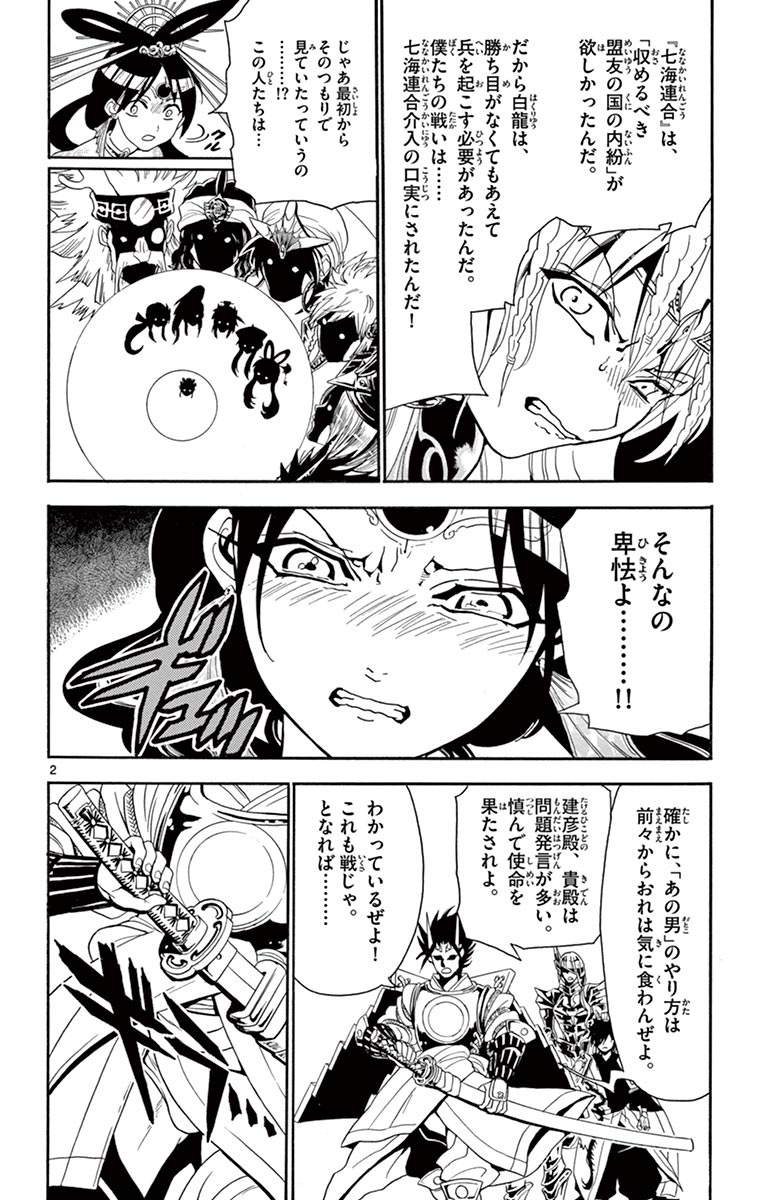 『七海連合』は、
「収めるべき
盟友の国の内紛」が
欲しかったんだ。
だから白龍は、
勝ち目がなくてもあえて
兵を起こす必要があったんだ。
僕たちの戦いは……
七海連合介入の口実にされたんだ!
じゃあ最初から
そのつもりで
見ていたっていうの
………!?
この人たちは…
そんなの
卑怯よ………!!
ギュッ
2
確かに、「あの男」のやり方は
前々からおれは気に食わんぜよ。
建彦殿、貴殿は
問題発言が多い。
慎んで使命を
果たされよ。
わかっているぜよ!
これも戦じゃ。
となれば………